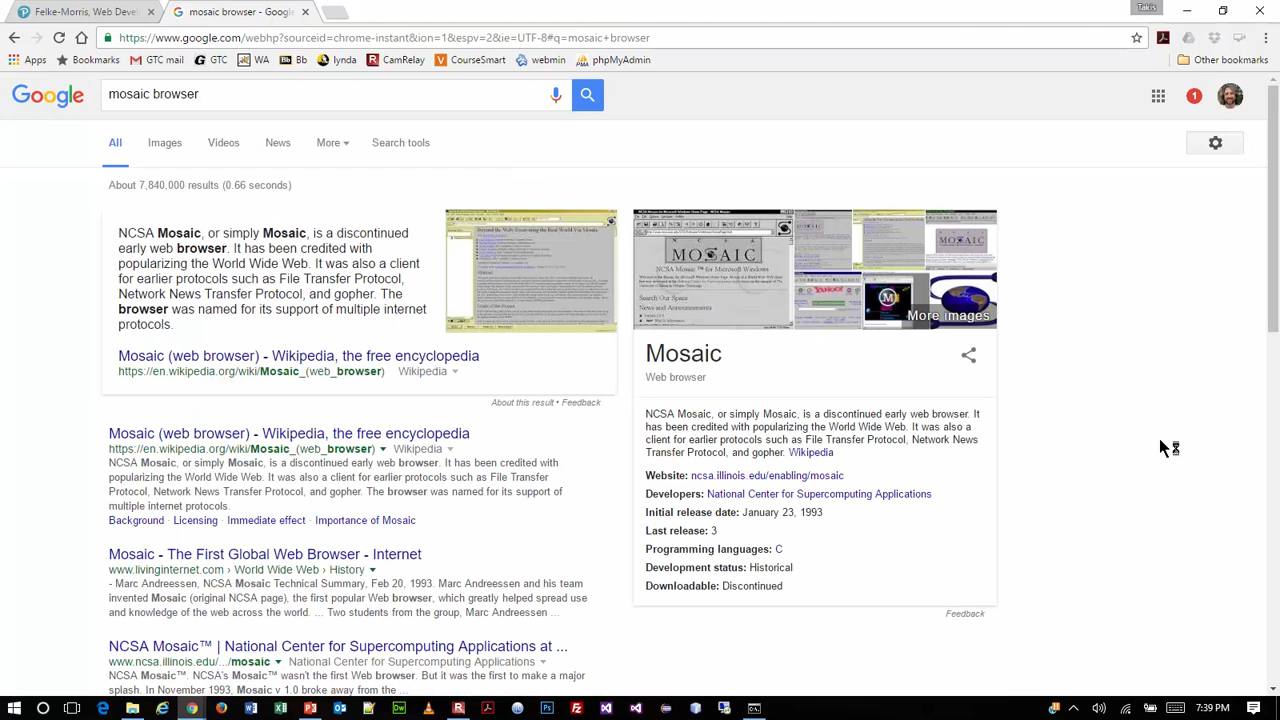 Felke-Morris, Web Devel
mosaic browser - Google
Takis
https://www.google.com/webhp?sourceid=chrome-instant&ion=1&espv=2&ie=UTF-8#q=mosaic+browser
Apps
Bookmarks
GTC mail
GTC
WA
Bb
lynda
CamRelay
CourseSmart
webmin
phpMyAdmin
Other bookmarks
Google
mosaic browser
1
All
Images
Videos
News
More
Search tools
About 7,840,000 results (0.66 seconds)
NCSA Mosaic, or simply Mosaic, is a discontinued
early web browser. It has been credited with
popularizing the World Wide Web. It was also a client
for earlier protocols such as File Transfer Protocol,
Network News Transfer Protocol, and gopher. The
browser was named for its support of multiple internet
protocols.
Mosaic (web browser) - Wikipedia, the free encyclopedia
https://en.wikipedia.org/wiki/Mosaic_(web_browser) Wikipedia
About this result • Feedback
Mosaic (web browser) - Wikipedia, the free encyclopedia
https://en.wikipedia.org/wiki/Mosaic_(web_browser) Wikipedia
NCSA Mosaic, or simply Mosaic, is a discontinued early web browser. It has been credited with
popularizing the World Wide Web. It was also a client for earlier protocols such as File Transfer
Protocol, Network News Transfer Protocol, and gopher. The browser was named for its support of
multiple internet protocols.
Background · Licensing · Immediate effect · Importance of Mosaic
Mosaic - The First Global Web Browser - Internet
www.livinginternet.com › World Wide Web › History
- Marc Andreessen, NCSA Mosaic Technical Summary, Feb 20, 1993. Marc Andreessen and his team
invented Mosaic (original NCSA page), the first popular Web browser, which greatly helped spread use
and knowledge of the web across the world. ... Two students from the group, Marc Andreessen ...
NCSA Mosaic™ | National Center for Supercomputing Applications at ...
www.ncsa.illinois.edu/.../mosaic National Center for Supercomputing Applications
NCSA Mosaic™. NCSA's Mosaic™ wasn't the first Web browser. But it was the first to make a major
splash. In November 1993, Mosaic v 1.0 broke away from the ...
MOSAIC
NCSA Mosaic™ for Microsoft Windows
Search Our Space
News and Announcements
YAHOO
More images
Mosaic
Web browser
NCSA Mosaic, or simply Mosaic, is a discontinued early web browser. It
has been credited with popularizing the World Wide Web. It was also a
client for earlier protocols such as File Transfer Protocol, Network News
Transfer Protocol, and gopher. Wikipedia
Website: ncsa.illinois.edu/enabling/mosaic
Developers: National Center for Supercomputing Applications
Initial release date: January 23, 1993
Last release: 3
Programming languages: C
Development status: Historical
Downloadable: Discontinued
Feedback
7:39 PM